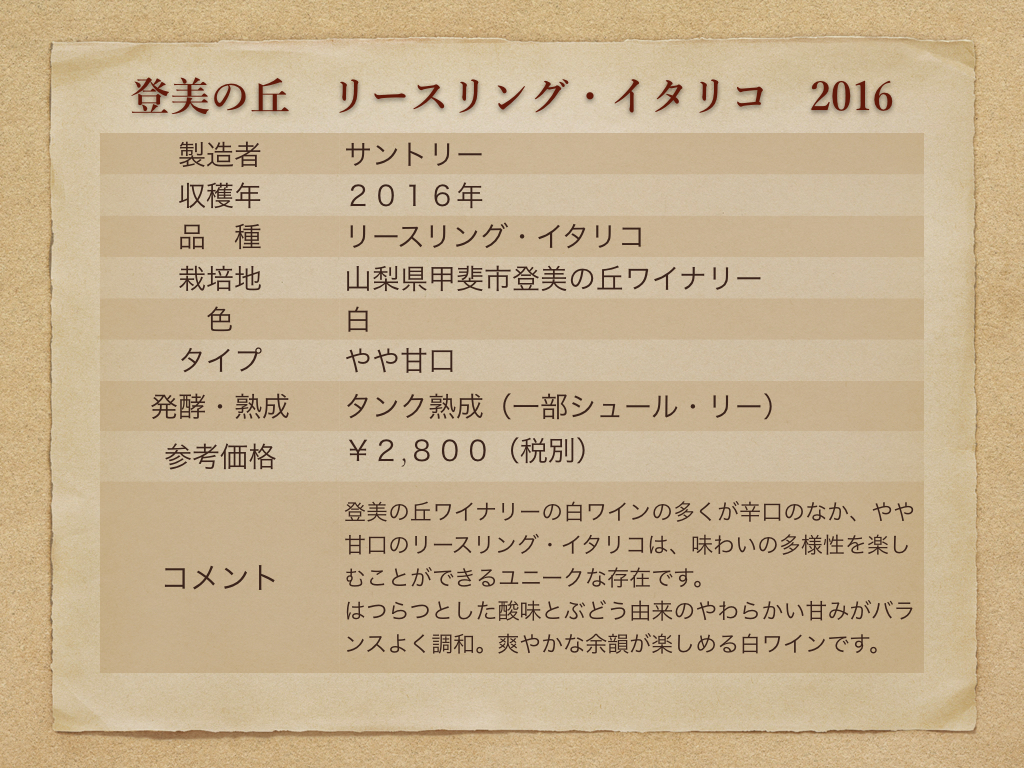 登美の丘　リースリング・イタリコ　2016
製造者　サントリー
収穫年　２０１６年
品　種　リースリング・イタリコ
栽培地　山梨県甲斐市登美の丘ワイナリー
色　白
タイプ　やや甘口
発酵・熟成　タンク熟成（一部シュール・リー）
参考価格　￥２,８００（税別）
コメント
登美の丘ワイナリーの白ワインの多くが辛口のなか、やや
甘口のリースリング・イタリコは、味わいの多様性を楽し
むことができるユニークな存在です。
はつらつとした酸味とぶどう由来のやわらかい甘みがバラ
ンスよく調和。爽やかな余韻が楽しめる白ワインです。